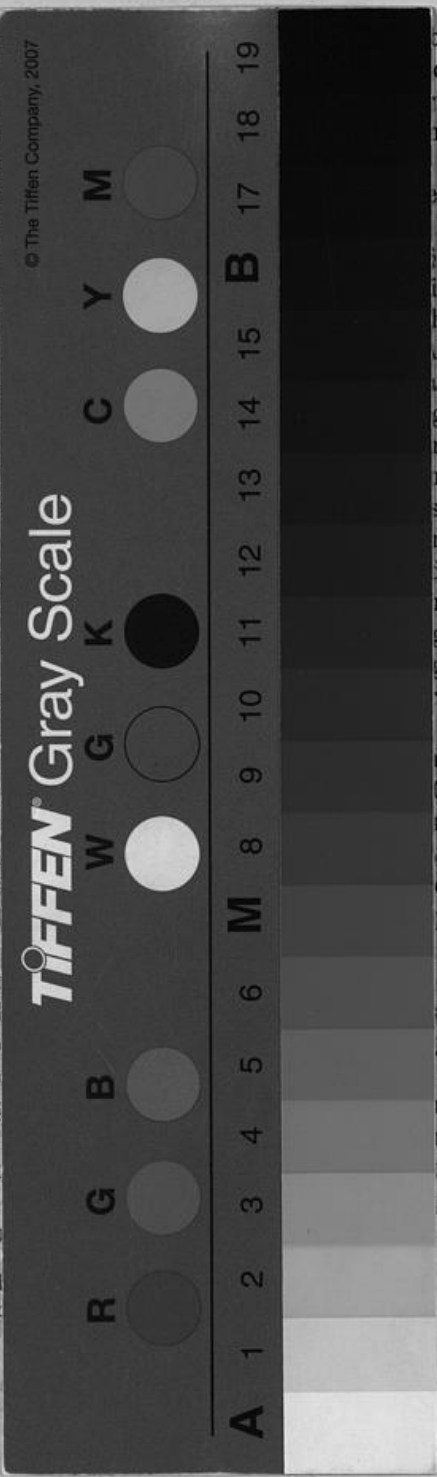 © The Tiffen Company, 2007
TIFFEN® Gray Scale
R G B W G K C Y M
A 1 2 3 4 5 6 M 8 9 10 11 12 13 14 15 B 17 18 19